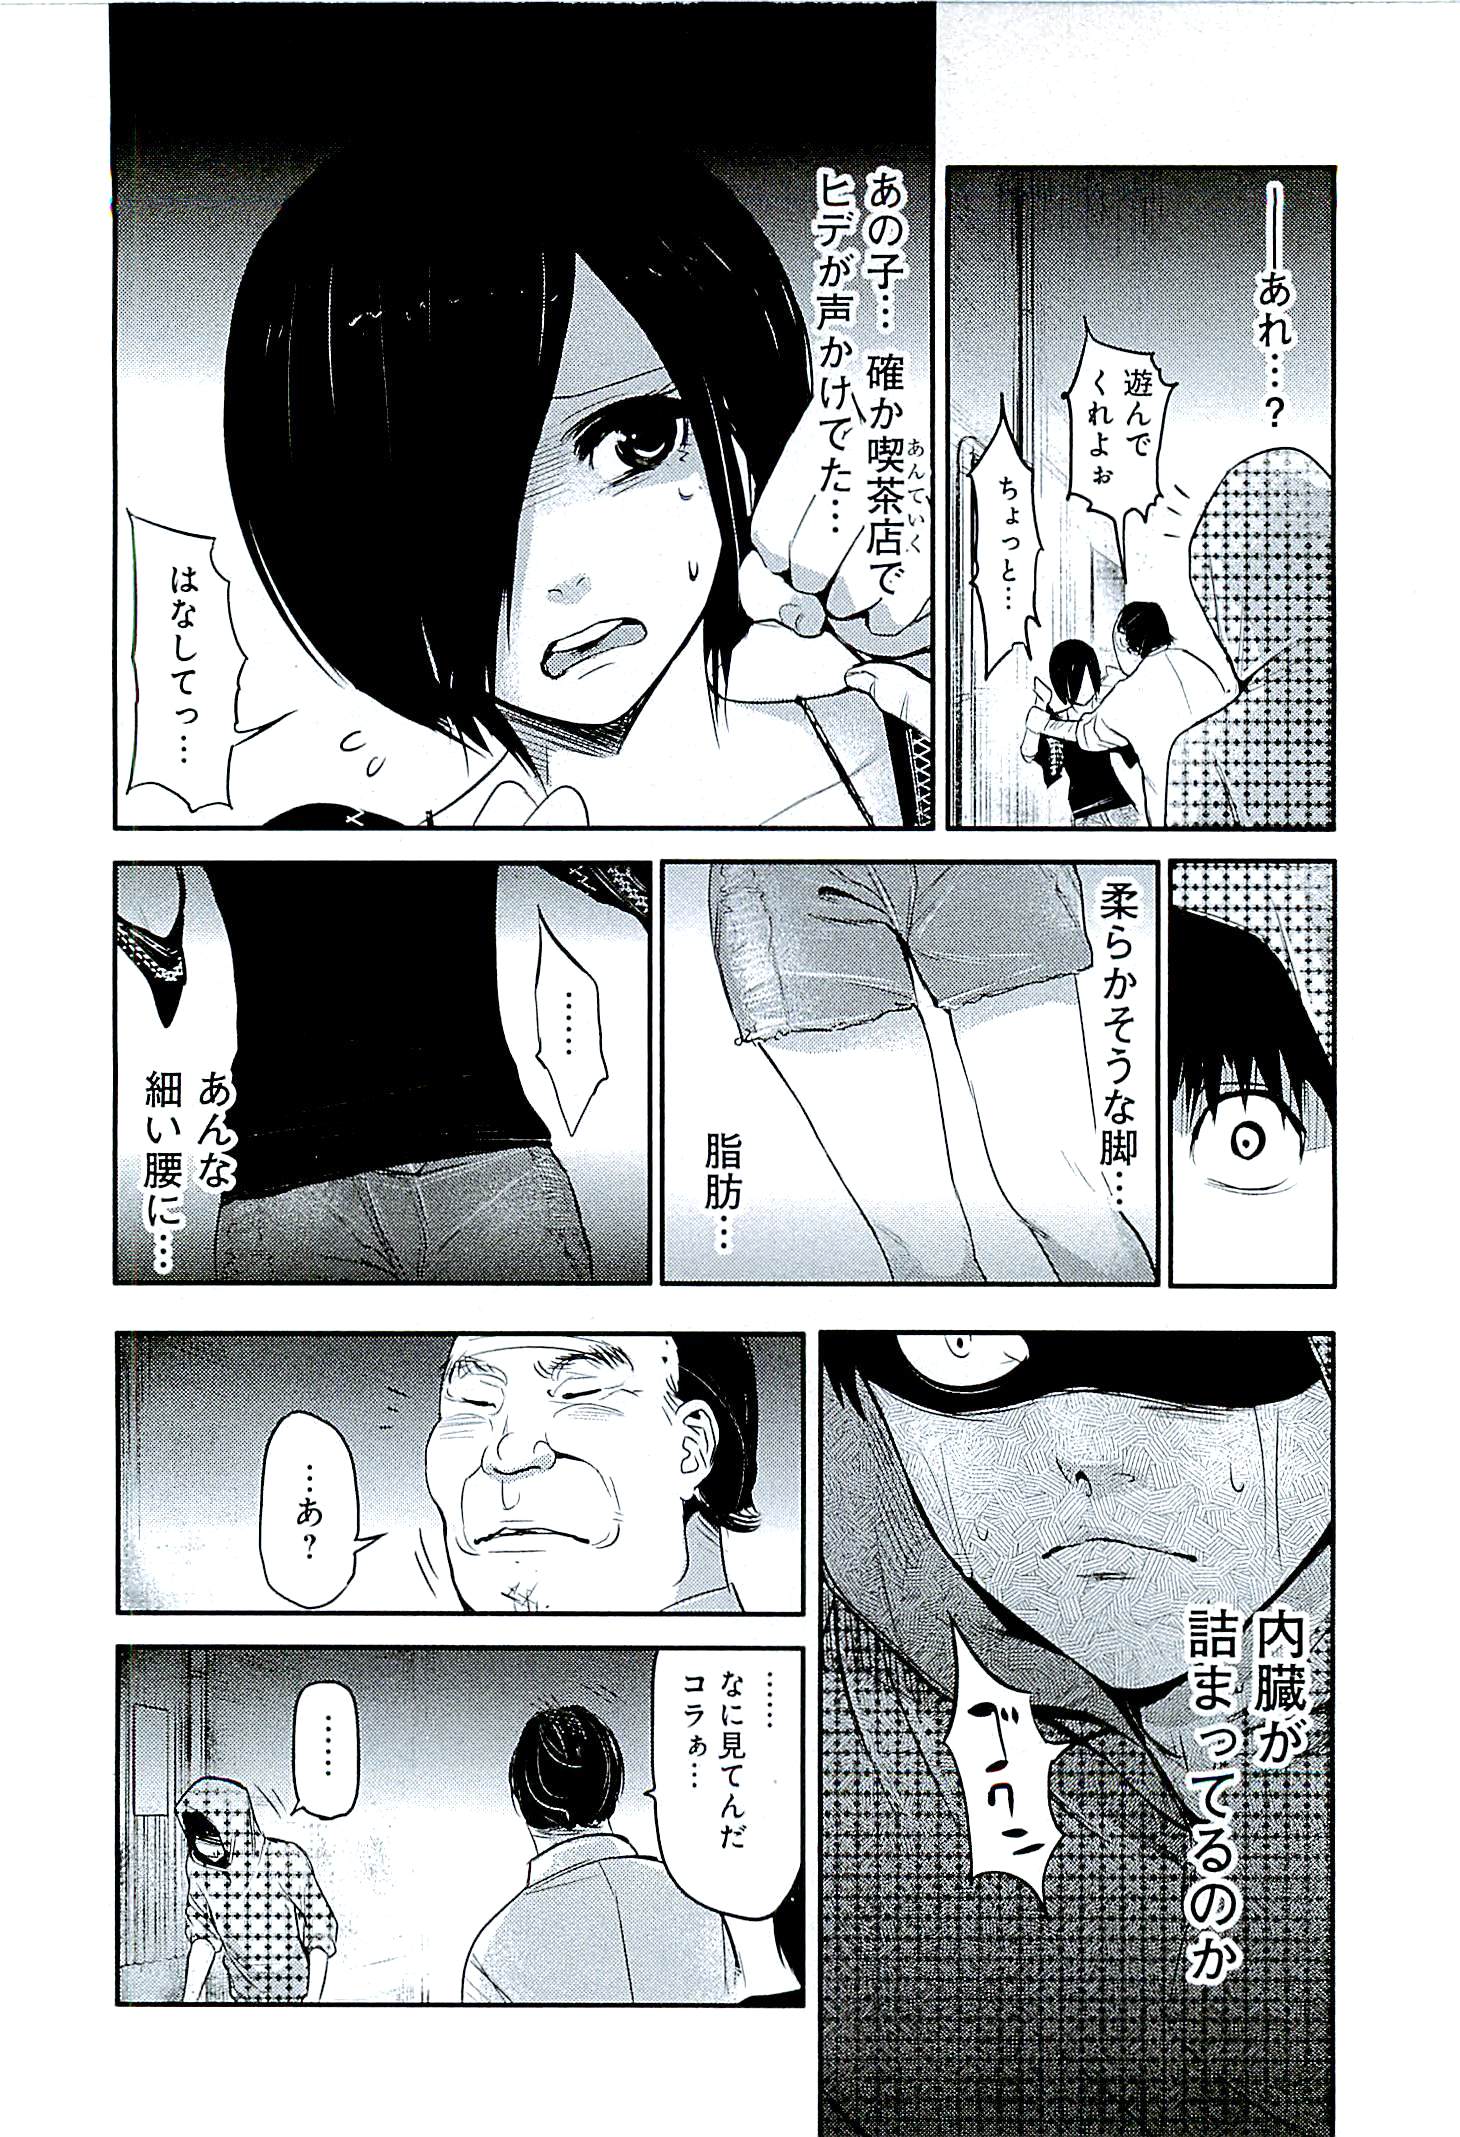 ――あれ…？
遊んで
くれよぉ
ちょっと…
あの子… 確か喫茶店で
あんていく
ヒデが声かけてた…
はなしてっ…
柔らかそうな脚…
脂肪…
……
あんな
細い腰に…
内臓が
詰まってるのか
ゴクン
…あ？
……
なに見てんだ
コラぁ…
……